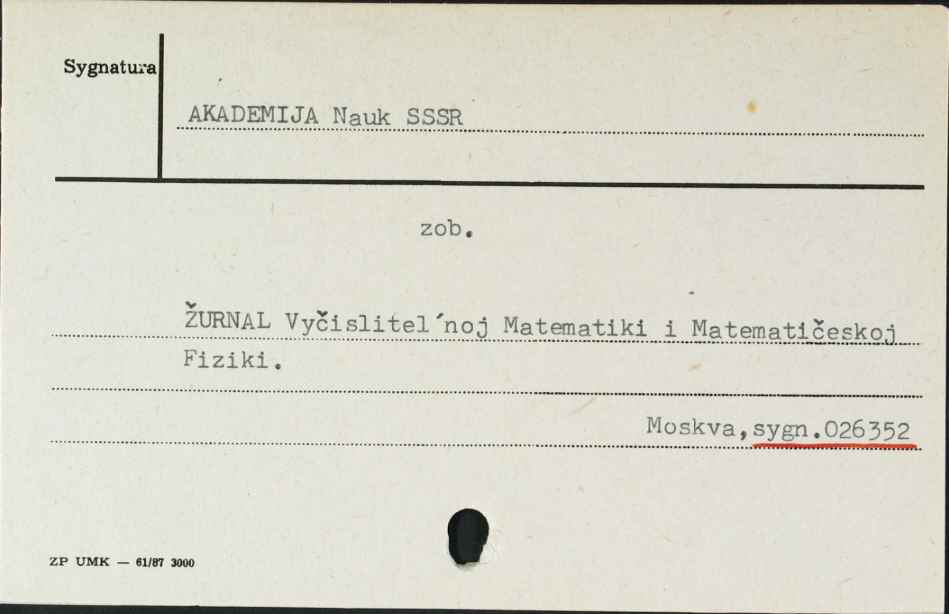 Sygnatura
AKADEMIJA Nauk SSSR
zob.
ŽURNAL Vyčislitel´noj Matematiki i Matematičeskoj
Fiziki.
Moskva,sygn.026352
ZP UMK — 61/87 3000